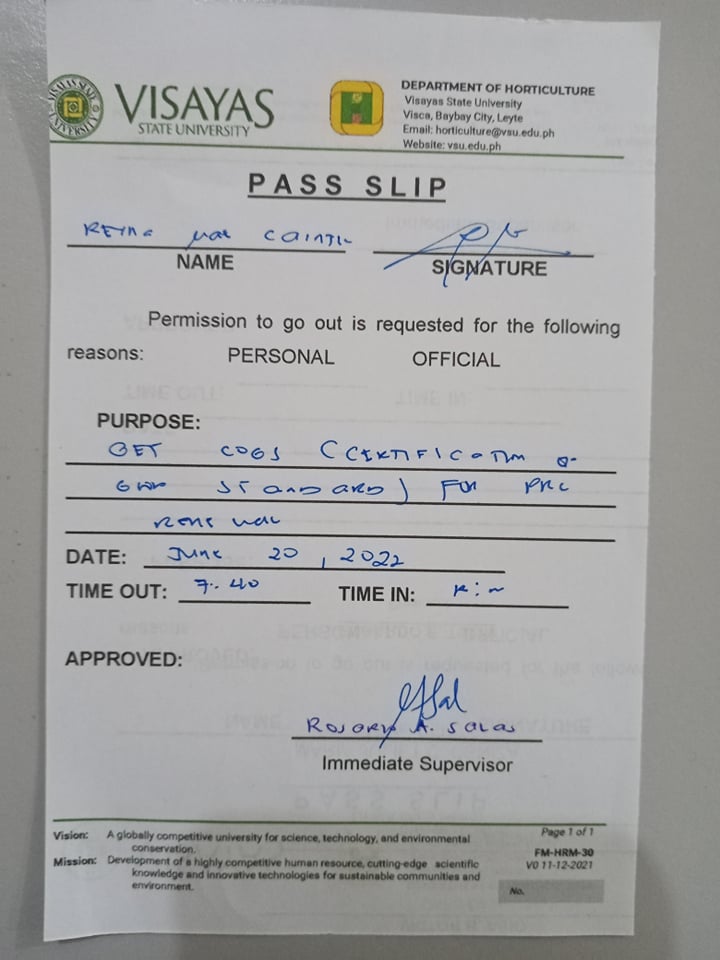 VISAYAS
STATE UNIVERSITY
DEPARTMENT OF HORTICULTURE
Visayas State University
Visca, Baybay City, Leyte
Email: horticulture@vsu.edu.ph
Website: vsu.edu.ph
PASS SLIP
NAME
SIGNATURE
Permission to go out is requested for the following
reasons: PERSONAL OFFICIAL
PURPOSE:
GET COGS (CERTIFICATION
STANDARD) FOR PRC
RENEWAL
DATE: JUNE 20, 2022
TIME OUT: 7:40 TIME IN:
APPROVED:
ROSARIO A. SALAS
Immediate Supervisor
Vision: A globally competitive university for science, technology, and environmental
conservation.
Mission: Development of a highly competitive human resource, cutting-edge scientific
knowledge and innovative technologies for sustainable communities and
environment.
Page 1 of 1
FM-HRM-30
V0 11-12-2021
No.